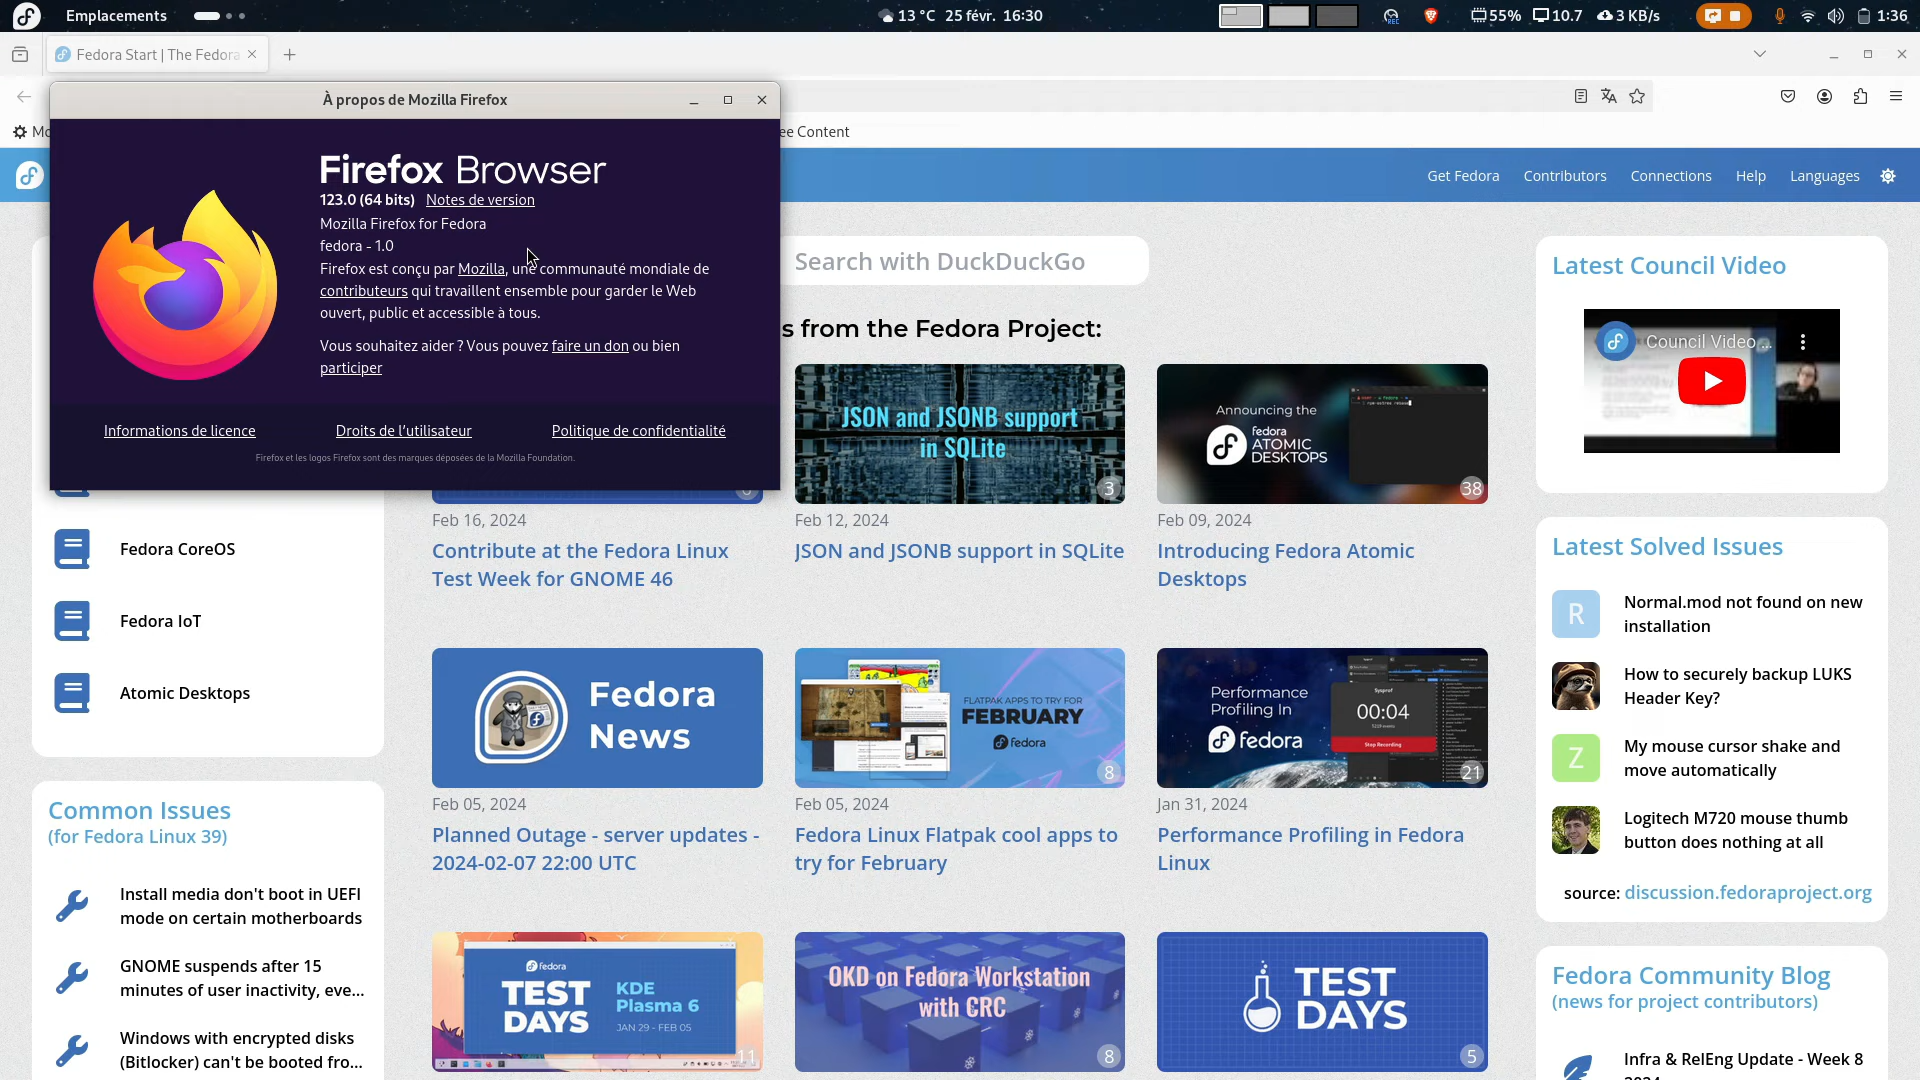 Emplacements
13 °C 25 févr. 16:30
55%
10.7
3 KB/s
1:36
Fedora Start | The Fedora
À propos de Mozilla Firefox
Mo
ee Content
Firefox Browser
123.0 (64 bits) Notes de version
Mozilla Firefox for Fedora
fedora - 1.0
Firefox est conçu par Mozilla, une communauté mondiale de
contributeurs qui travaillent ensemble pour garder le Web
ouvert, public et accessible à tous.
Vous souhaitez aider ? Vous pouvez faire un don ou bien
participer
Informations de licence
Droits de l’utilisateur
Politique de confidentialité
Firefox et les logos Firefox sont des marques déposées de la Mozilla Foundation.
Get Fedora
Contributors
Connections
Help
Languages
Search with DuckDuckGo
s from the Fedora Project:
Fedora CoreOS
Fedora IoT
Atomic Desktops
Common Issues
(for Fedora Linux 39)
Install media don't boot in UEFI
mode on certain motherboards
GNOME suspends after 15
minutes of user inactivity, eve...
Windows with encrypted disks
(Bitlocker) can't be booted fro...
Feb 16, 2024
Contribute at the Fedora Linux
Test Week for GNOME 46
JSON and JSONB support
in SQLite
3
Feb 12, 2024
JSON and JSONB support in SQLite
Announcing the
fedora
ATOMIC
DESKTOPS
38
Feb 09, 2024
Introducing Fedora Atomic
Desktops
Fedora
News
Feb 05, 2024
Planned Outage - server updates -
2024-02-07 22:00 UTC
FLATPAK APPS TO TRY FOR
FEBRUARY
fedora
8
Feb 05, 2024
Fedora Linux Flatpak cool apps to
try for February
Performance
Profiling In
fedora
Sysprof
00:04
Stop Recording
21
Jan 31, 2024
Performance Profiling in Fedora
Linux
fedora
TEST
DAYS
KDE
Plasma 6
JAN 29 - FEB 05
11
OKD on Fedora Workstation
with CRC
8
TEST
DAYS
5
Latest Council Video
Council Video ...
Latest Solved Issues
R
Normal.mod not found on new
installation
How to securely backup LUKS
Header Key?
Z
My mouse cursor shake and
move automatically
Logitech M720 mouse thumb
button does nothing at all
source: discussion.fedoraproject.org
Fedora Community Blog
(news for project contributors)
Infra & RelEng Update - Week 8